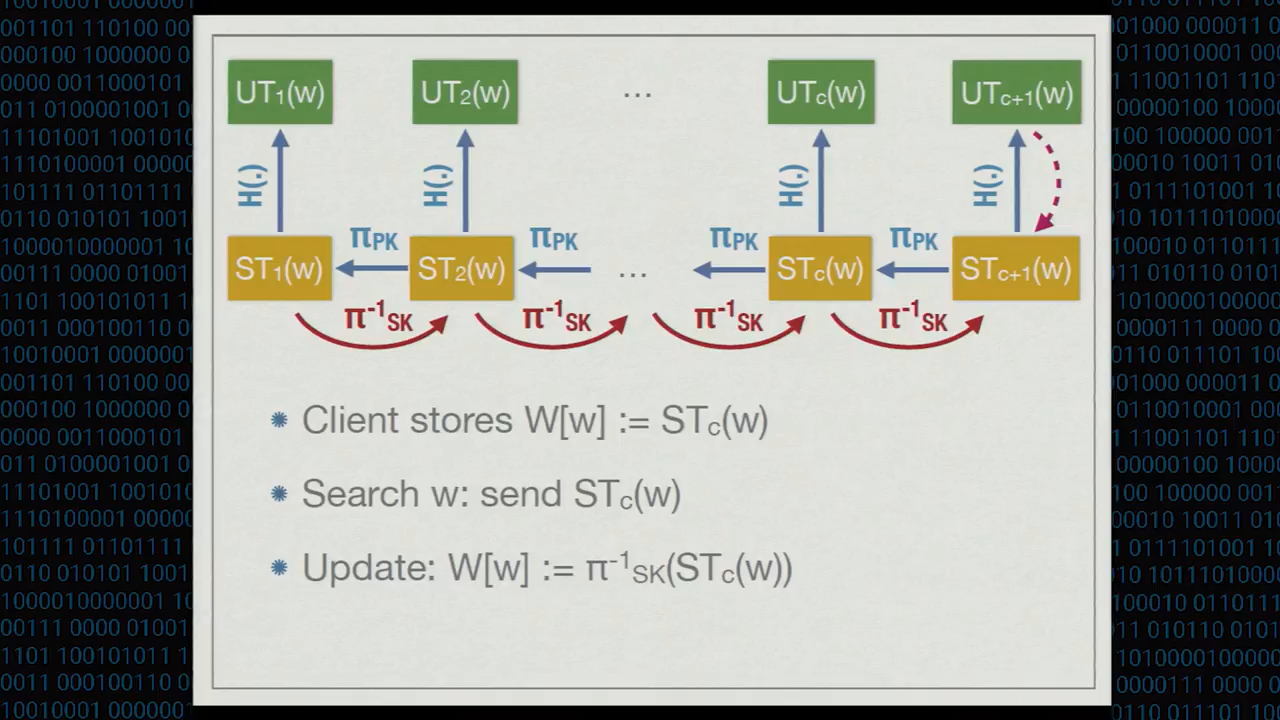 UT1(w) UT2(w) ... UTc(w) UTc+1(w)
H(.) H(.) H(.) H(.)
πPK πPK πPK πPK
ST1(w) ST2(w) ... STc(w) STc+1(w)
π-1SK π-1SK π-1SK π-1SK
Client stores W[w] := STc(w)
Search w: send STc(w)
Update: W[w] := π-1SK(STc(w))